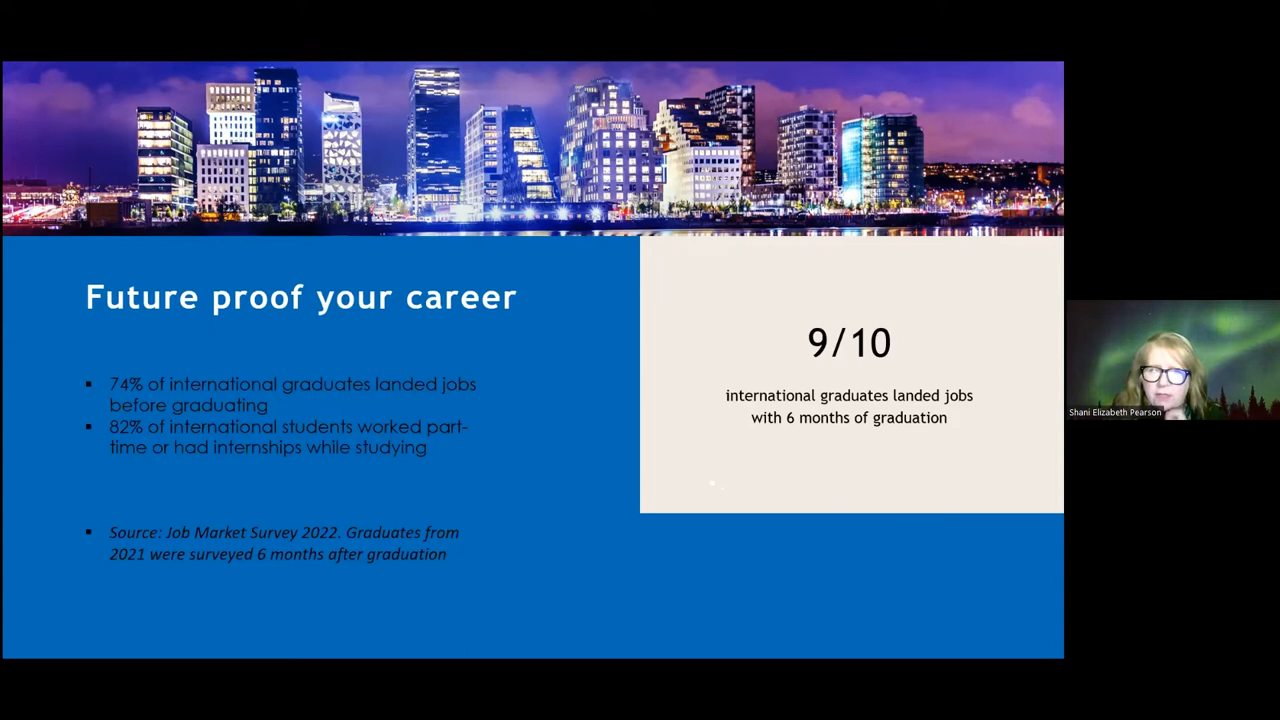 Future proof your career
▪ 74% of international graduates landed jobs
before graduating
▪ 82% of international students worked part-
time or had internships while studying
▪ Source: Job Market Survey 2022. Graduates from
2021 were surveyed 6 months after graduation
9/10
international graduates landed jobs
with 6 months of graduation
Shani Elizabeth Pearson